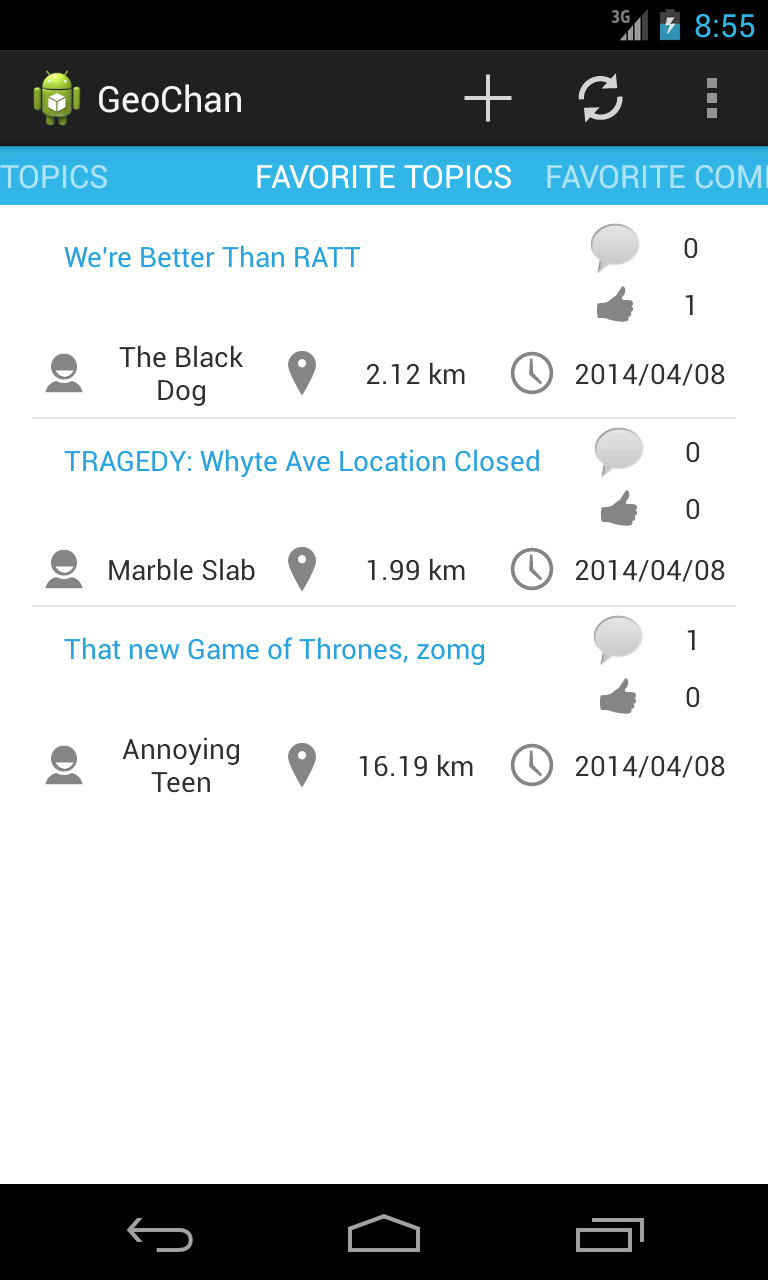 3G 8:55
GeoChan
TOPICS FAVORITE TOPICS FAVORITE COM
We're Better Than RATT 0
1
The Black
Dog
2.12 km 2014/04/08
TRAGEDY: Whyte Ave Location Closed 0
0
Marble Slab 1.99 km 2014/04/08
That new Game of Thrones, zomg 1
0
Annoying
Teen
16.19 km 2014/04/08